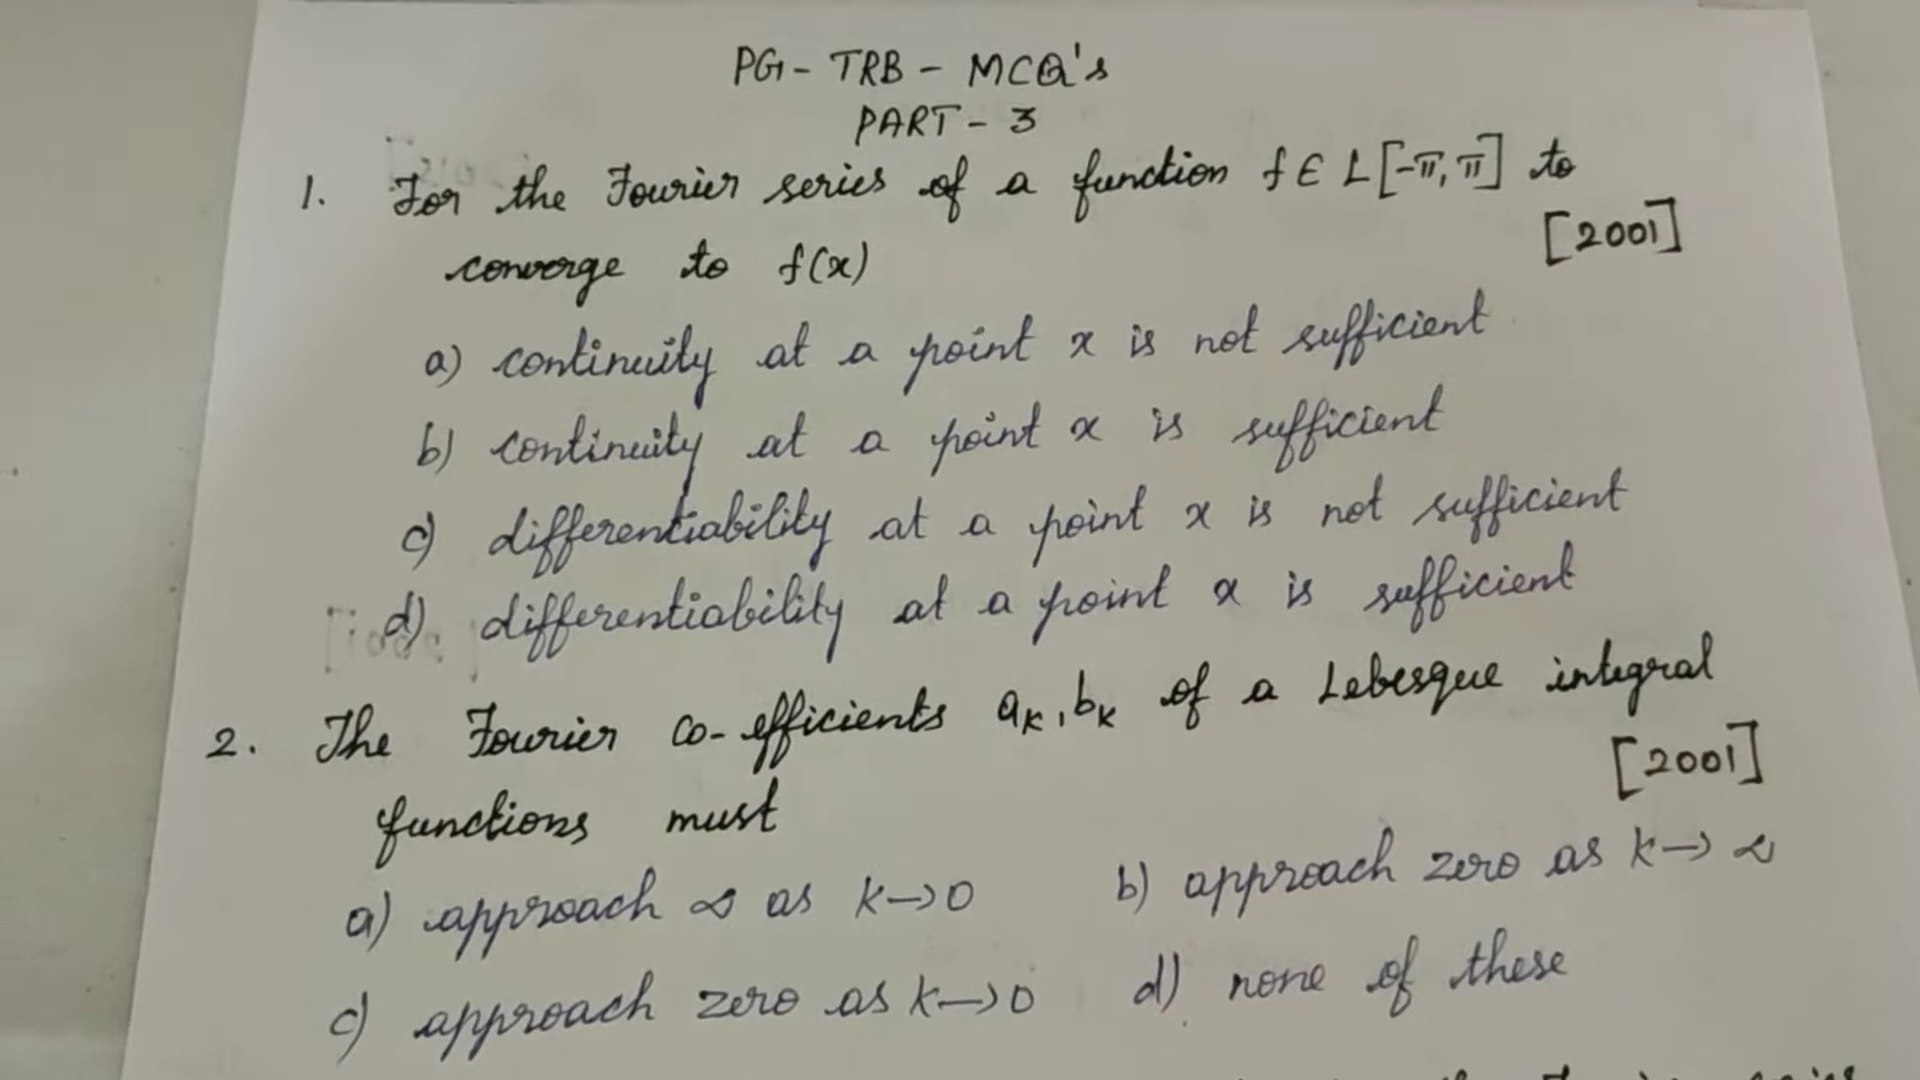 PG - TRB - MCQ's
PART - 3
1. For the Fourier series of a function f ∈ L[-π, π] to
converge to f(x) [2001]
a) continuity at a point x is not sufficient
b) continuity at a point x is sufficient
c) differentiability at a point x is not sufficient
d) differentiability at a point x is sufficient
2. The Fourier co-efficients aₖ, bₖ of a Lebesque integral
functions must [2001]
a) approach ∞ as k→0 b) approach zero as k→∞
c) approach zero as k→0 d) none of these